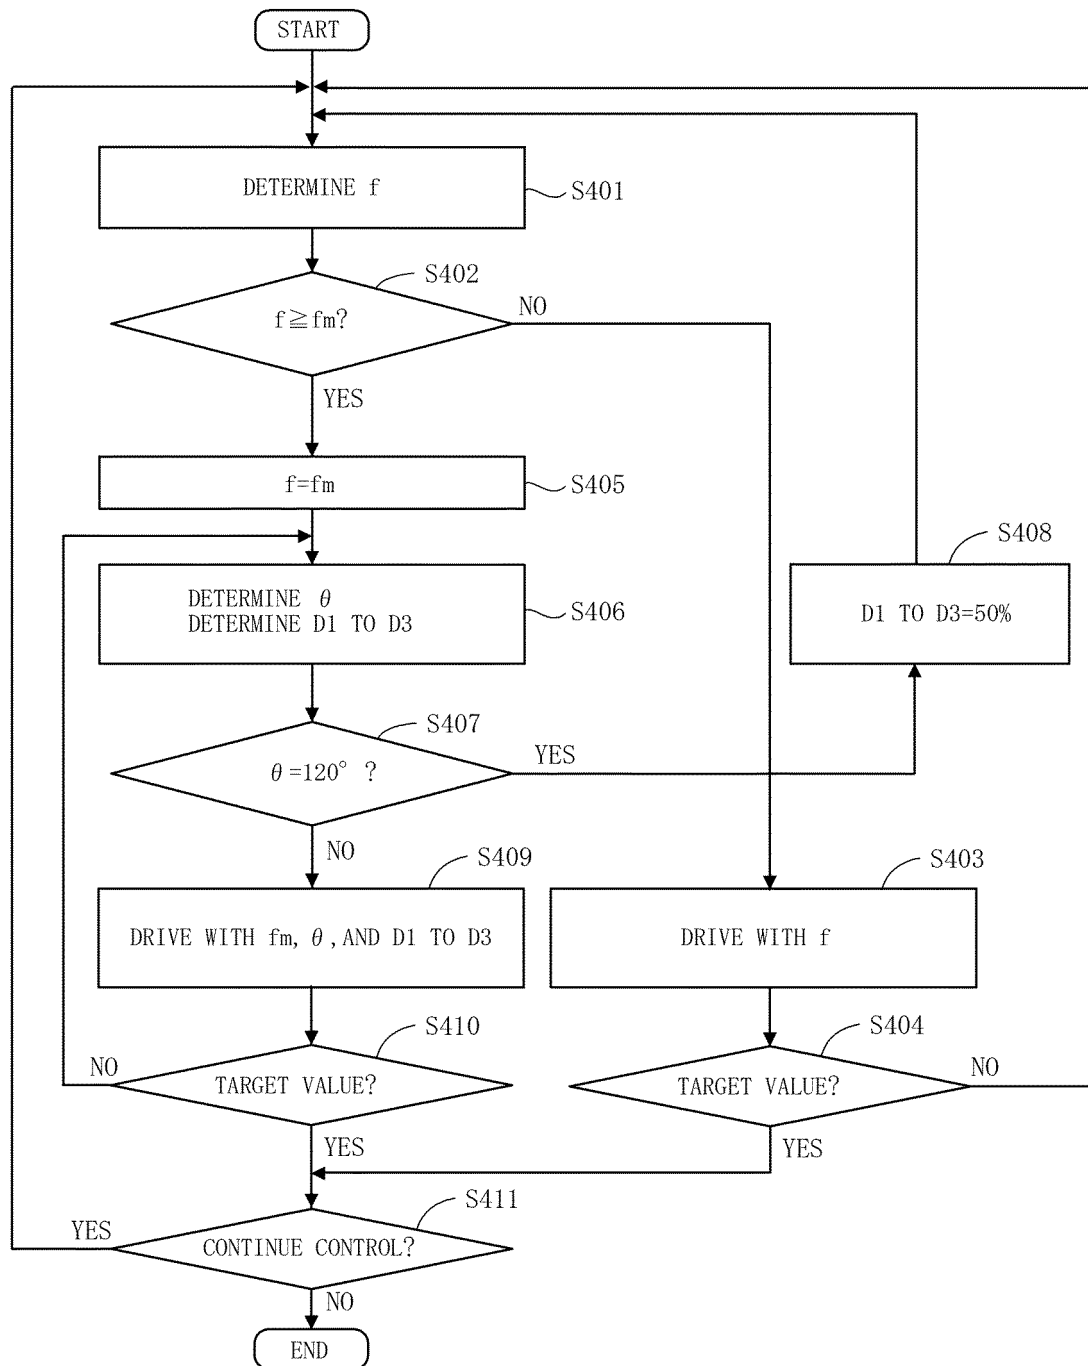 START
DETERMINE f
S401
S402
f≧fm?
NO
YES
f=fm
S405
S408
DETERMINE θ
DETERMINE D1 TO D3
S406
D1 TO D3=50%
S407
θ=120° ?
YES
NO
S409
S403
DRIVE WITH fm, θ, AND D1 TO D3
DRIVE WITH f
S410
S404
NO
TARGET VALUE?
TARGET VALUE?
NO
YES
YES
S411
YES
CONTINUE CONTROL?
NO
END